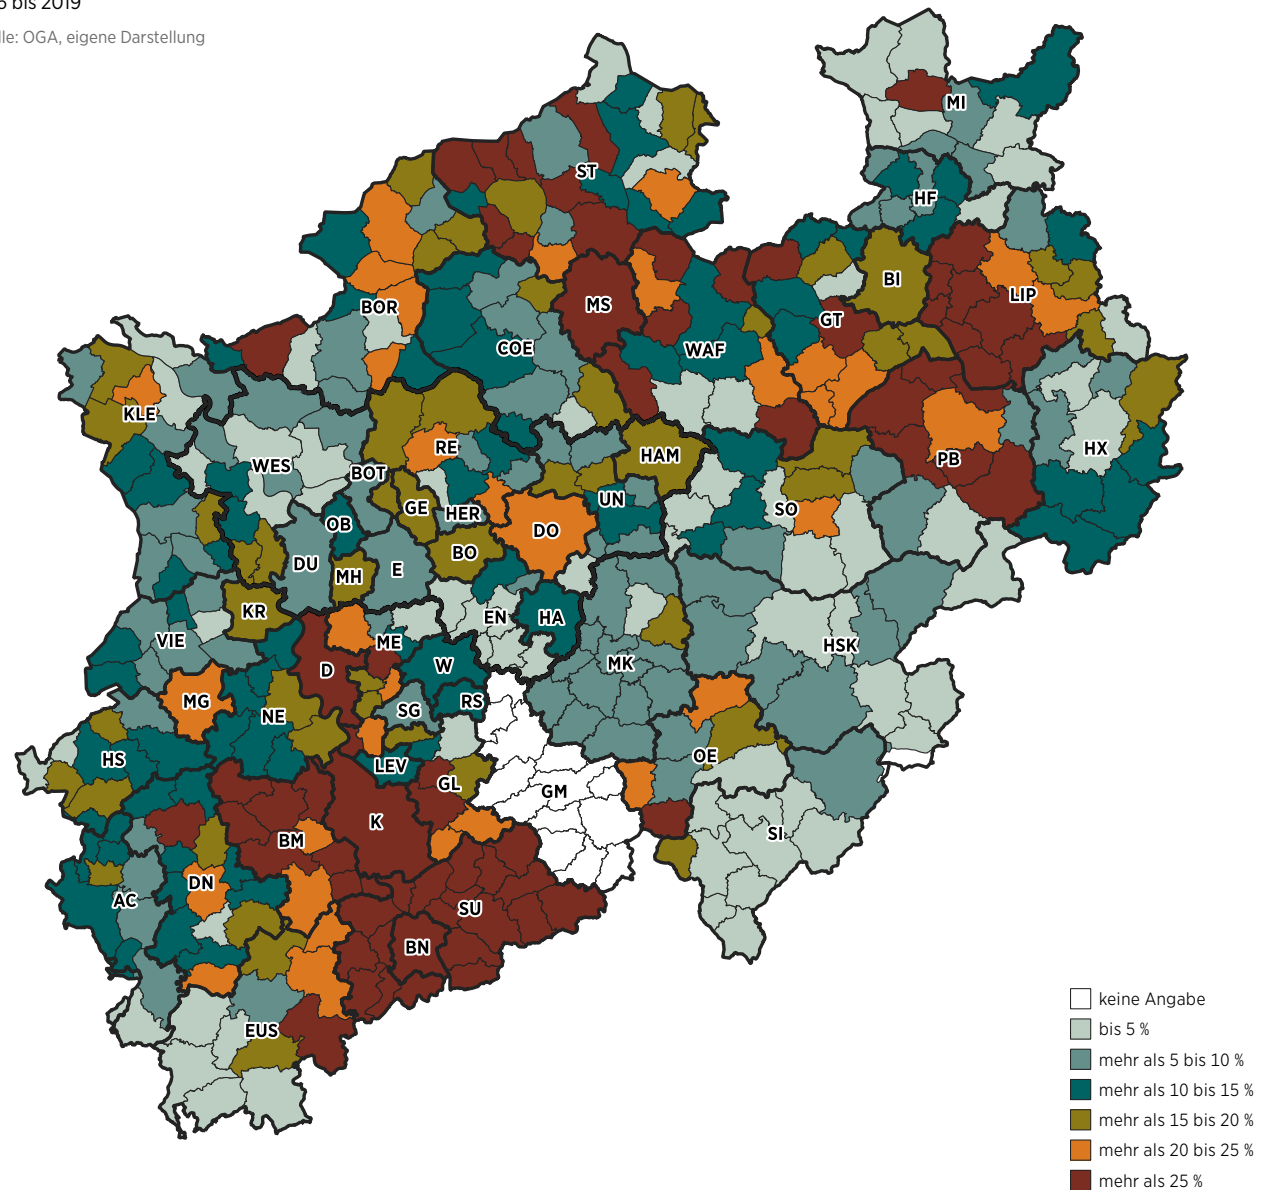 bis 2019
OGA, eigene Darstellung
MI
ST
HF
BI
LIP
MS
BOR
GT
COE
WAF
KLE
RE
HAM
HX
WES
BOT
PB
UN
GE
HER
SO
OB
DO
BO
DU
MH
E
KR
EN
HA
VIE
ME
HSK
W
MK
D
MG
RS
SG
NE
OE
HS
LEV
GL
GM
K
SI
BM
DN
AC
SU
BN
EUS
keine Angabe
bis 5 %
mehr als 5 bis 10 %
mehr als 10 bis 15 %
mehr als 15 bis 20 %
mehr als 20 bis 25 %
mehr als 25 %